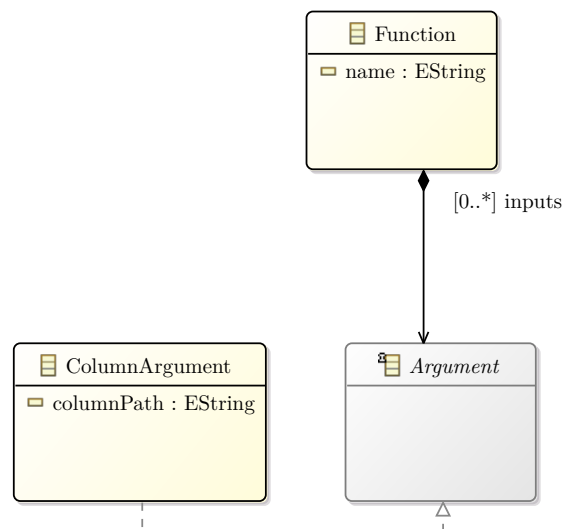 Function
name : EString
[0..*] inputs
ColumnArgument
columnPath : EString
Argument